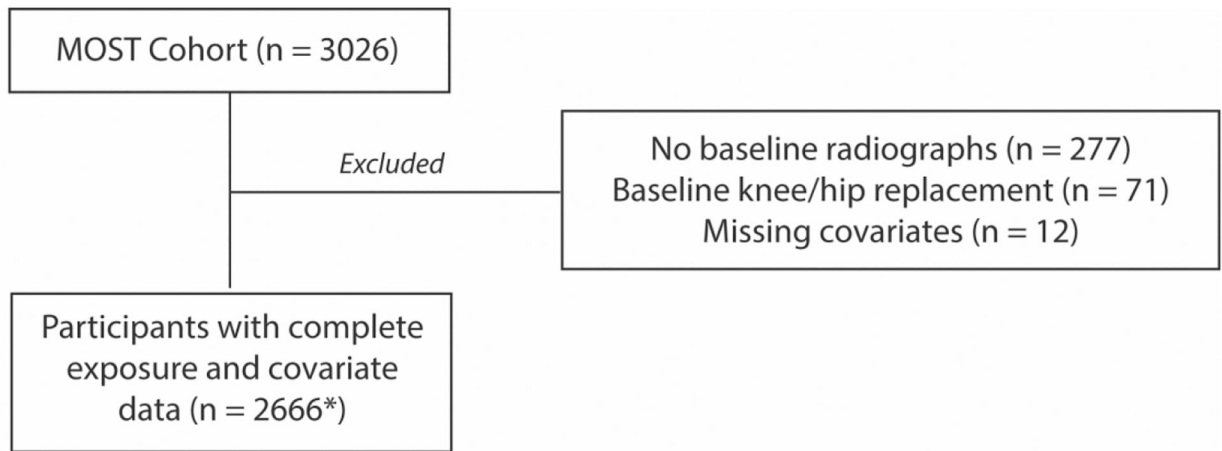 MOST Cohort (n = 3026)
Excluded
No baseline radiographs (n = 277)
Baseline knee/hip replacement (n = 71)
Missing covariates (n = 12)
Participants with complete
exposure and covariate
data (n = 2666*)